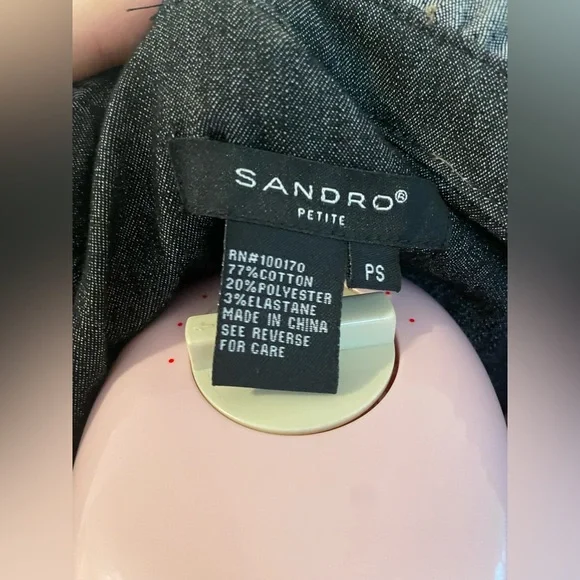 SANDRO®
PETITE
PS
RN#100170
77%COTTON
20%POLYESTER
3%ELASTANE
MADE IN CHINA
SEE REVERSE
FOR CARE